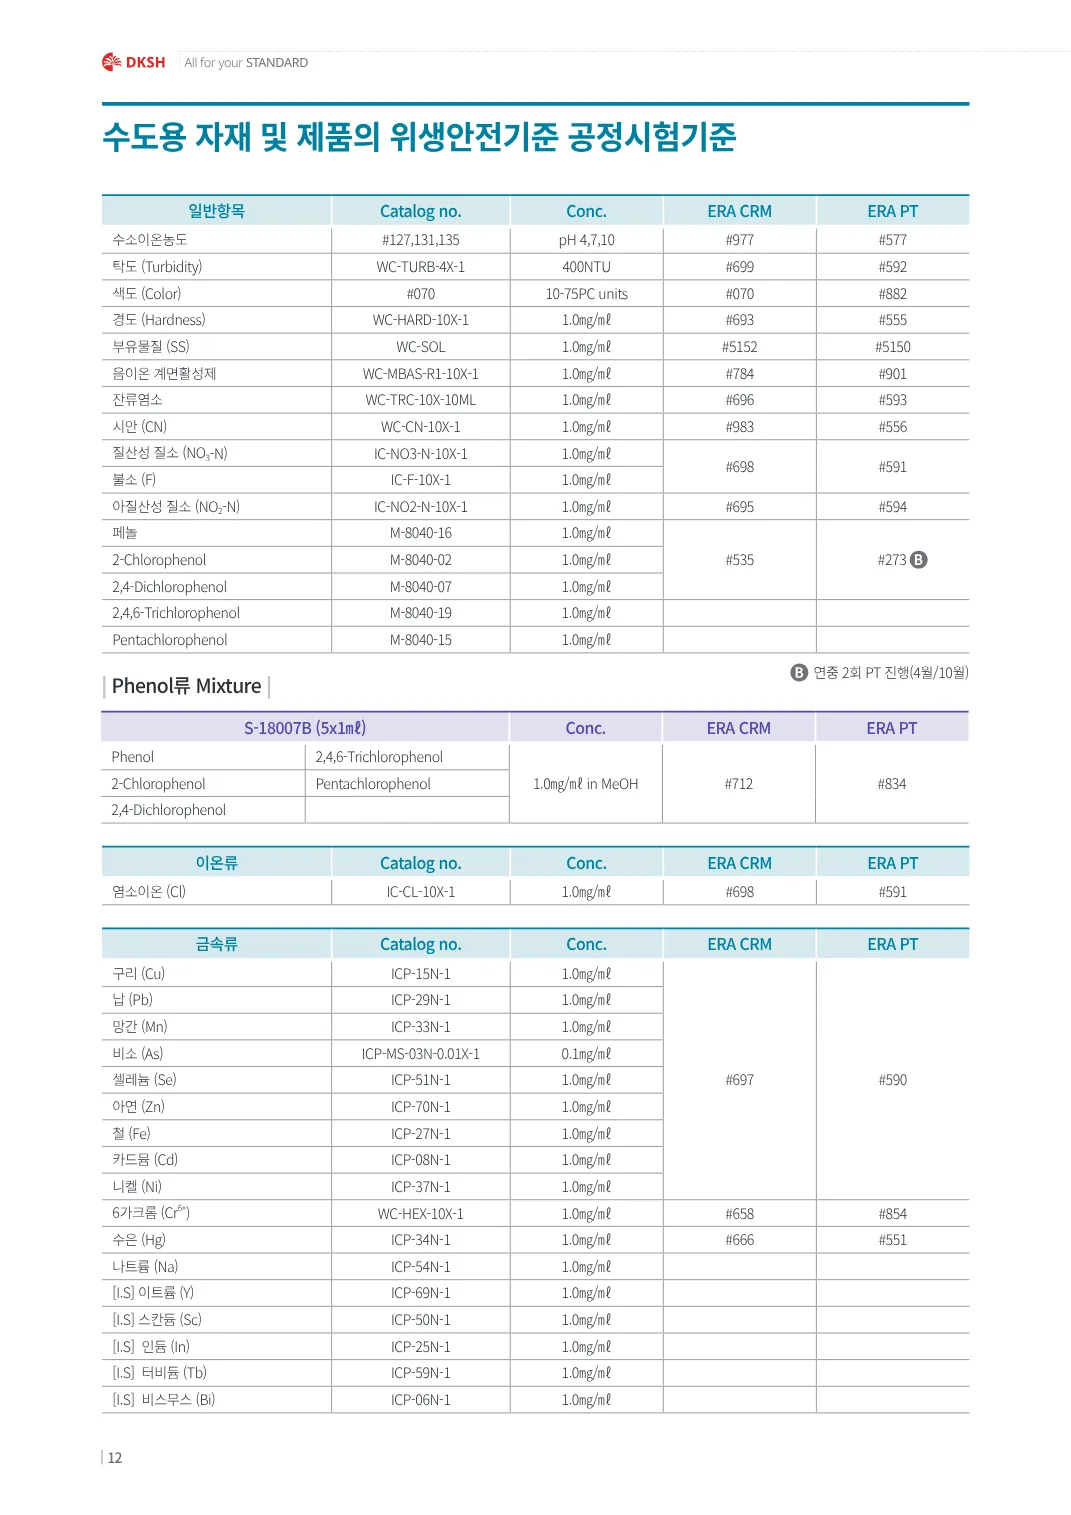 DKSH All for your STANDARD
수도용 자재 및 제품의 위생안전기준 공정시험기준
일반항목 Catalog no. Conc. ERA CRM ERA PT
수소이온농도 #127,131,135 pH 4,7,10 #977 #577
탁도 (Turbidity) WC-TURB-4X-1 400NTU #699 #592
색도 (Color) #070 10-75PC units #070 #882
경도 (Hardness) WC-HARD-10X-1 1.0㎎/㎖ #693 #555
부유물질 (SS) WC-SOL 1.0㎎/㎖ #5152 #5150
음이온 계면활성제 WC-MBAS-R1-10X-1 1.0㎎/㎖ #784 #901
잔류염소 WC-TRC-10X-10ML 1.0㎎/㎖ #696 #593
시안 (CN) WC-CN-10X-1 1.0㎎/㎖ #983 #556
질산성 질소 (NO₃-N) IC-NO3-N-10X-1 1.0㎎/㎖ #698 #591
불소 (F) IC-F-10X-1 1.0㎎/㎖
아질산성 질소 (NO₂-N) IC-NO2-N-10X-1 1.0㎎/㎖ #695 #594
페놀 M-8040-16 1.0㎎/㎖
2-Chlorophenol M-8040-02 1.0㎎/㎖ #535 #273 B
2,4-Dichlorophenol M-8040-07 1.0㎎/㎖
2,4,6-Trichlorophenol M-8040-19 1.0㎎/㎖
Pentachlorophenol M-8040-15 1.0㎎/㎖
B 연중 2회 PT 진행(4월/10월)
| Phenol류 Mixture |
S-18007B (5x1㎖) Conc. ERA CRM ERA PT
Phenol 2,4,6-Trichlorophenol
2-Chlorophenol Pentachlorophenol 1.0㎎/㎖ in MeOH #712 #834
2,4-Dichlorophenol
이온류 Catalog no. Conc. ERA CRM ERA PT
염소이온 (Cl) IC-CL-10X-1 1.0㎎/㎖ #698 #591
금속류 Catalog no. Conc. ERA CRM ERA PT
구리 (Cu) ICP-15N-1 1.0㎎/㎖
납 (Pb) ICP-29N-1 1.0㎎/㎖
망간 (Mn) ICP-33N-1 1.0㎎/㎖
비소 (As) ICP-MS-03N-0.01X-1 0.1㎎/㎖
셀레늄 (Se) ICP-51N-1 1.0㎎/㎖ #697 #590
아연 (Zn) ICP-70N-1 1.0㎎/㎖
철 (Fe) ICP-27N-1 1.0㎎/㎖
카드뮴 (Cd) ICP-08N-1 1.0㎎/㎖
니켈 (Ni) ICP-37N-1 1.0㎎/㎖
6가크롬 (Cr⁶⁺) WC-HEX-10X-1 1.0㎎/㎖ #658 #854
수은 (Hg) ICP-34N-1 1.0㎎/㎖ #666 #551
나트륨 (Na) ICP-54N-1 1.0㎎/㎖
[I.S] 이트륨 (Y) ICP-69N-1 1.0㎎/㎖
[I.S] 스칸듐 (Sc) ICP-50N-1 1.0㎎/㎖
[I.S] 인듐 (In) ICP-25N-1 1.0㎎/㎖
[I.S] 터비듐 (Tb) ICP-59N-1 1.0㎎/㎖
[I.S] 비스무스 (Bi) ICP-06N-1 1.0㎎/㎖
| 12